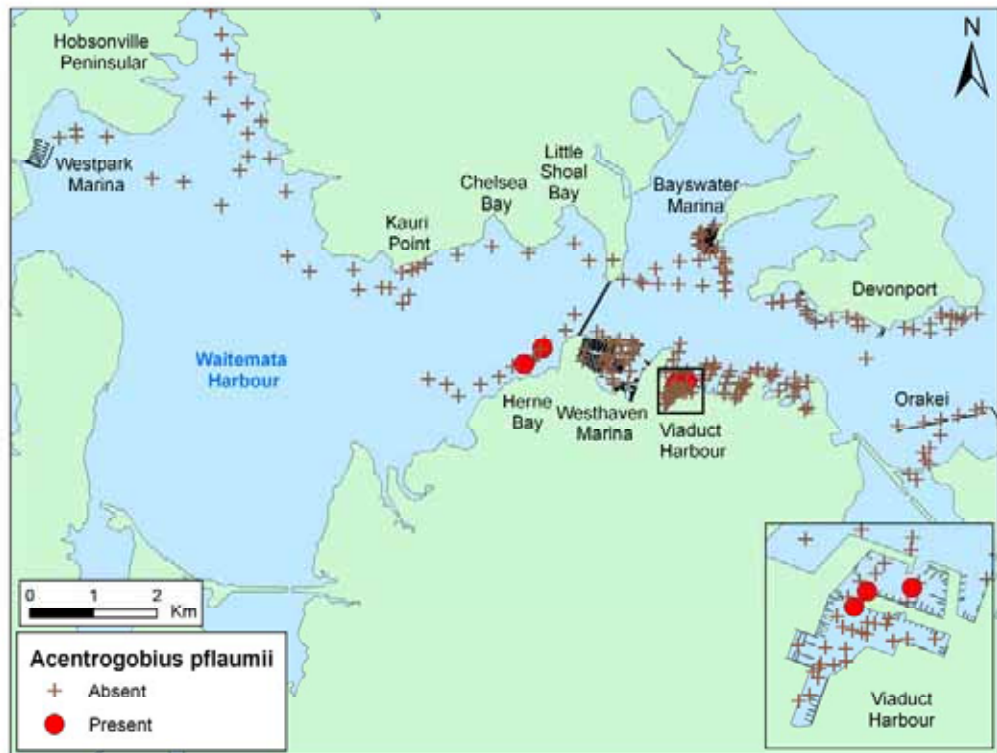 Hobsonville
Peninsular
N
Westpark
Marina
Little
Shoal
Bay
Chelsea
Bay
Bayswater
Marina
Kauri
Point
Devonport
Waitemata
Harbour
Herne
Bay
Westhaven
Marina
Viaduct
Harbour
Orakei
0 1 2
Km
Acentrogobius pflaumii
Absent
Present
Viaduct
Harbour